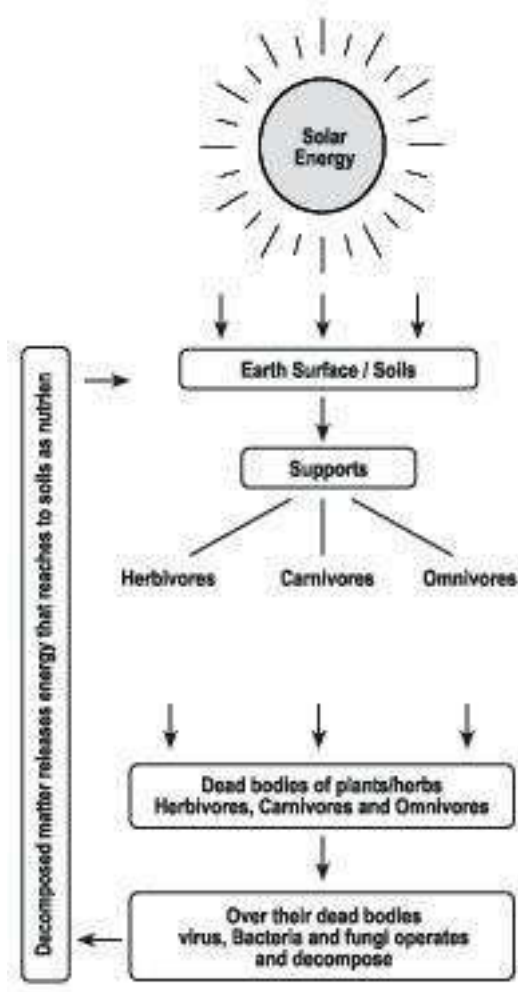 Solar
Energy
Earth Surface / Soils
Supports
Herbivores
Carnivores
Omnivores
Dead bodies of plants/herbs
Herbivores, Carnivores and Omnivores
Over their dead bodies
virus, Bacteria and fungi operates
and decompose
Decomposed matter releases energy that reaches to soils as nutrien